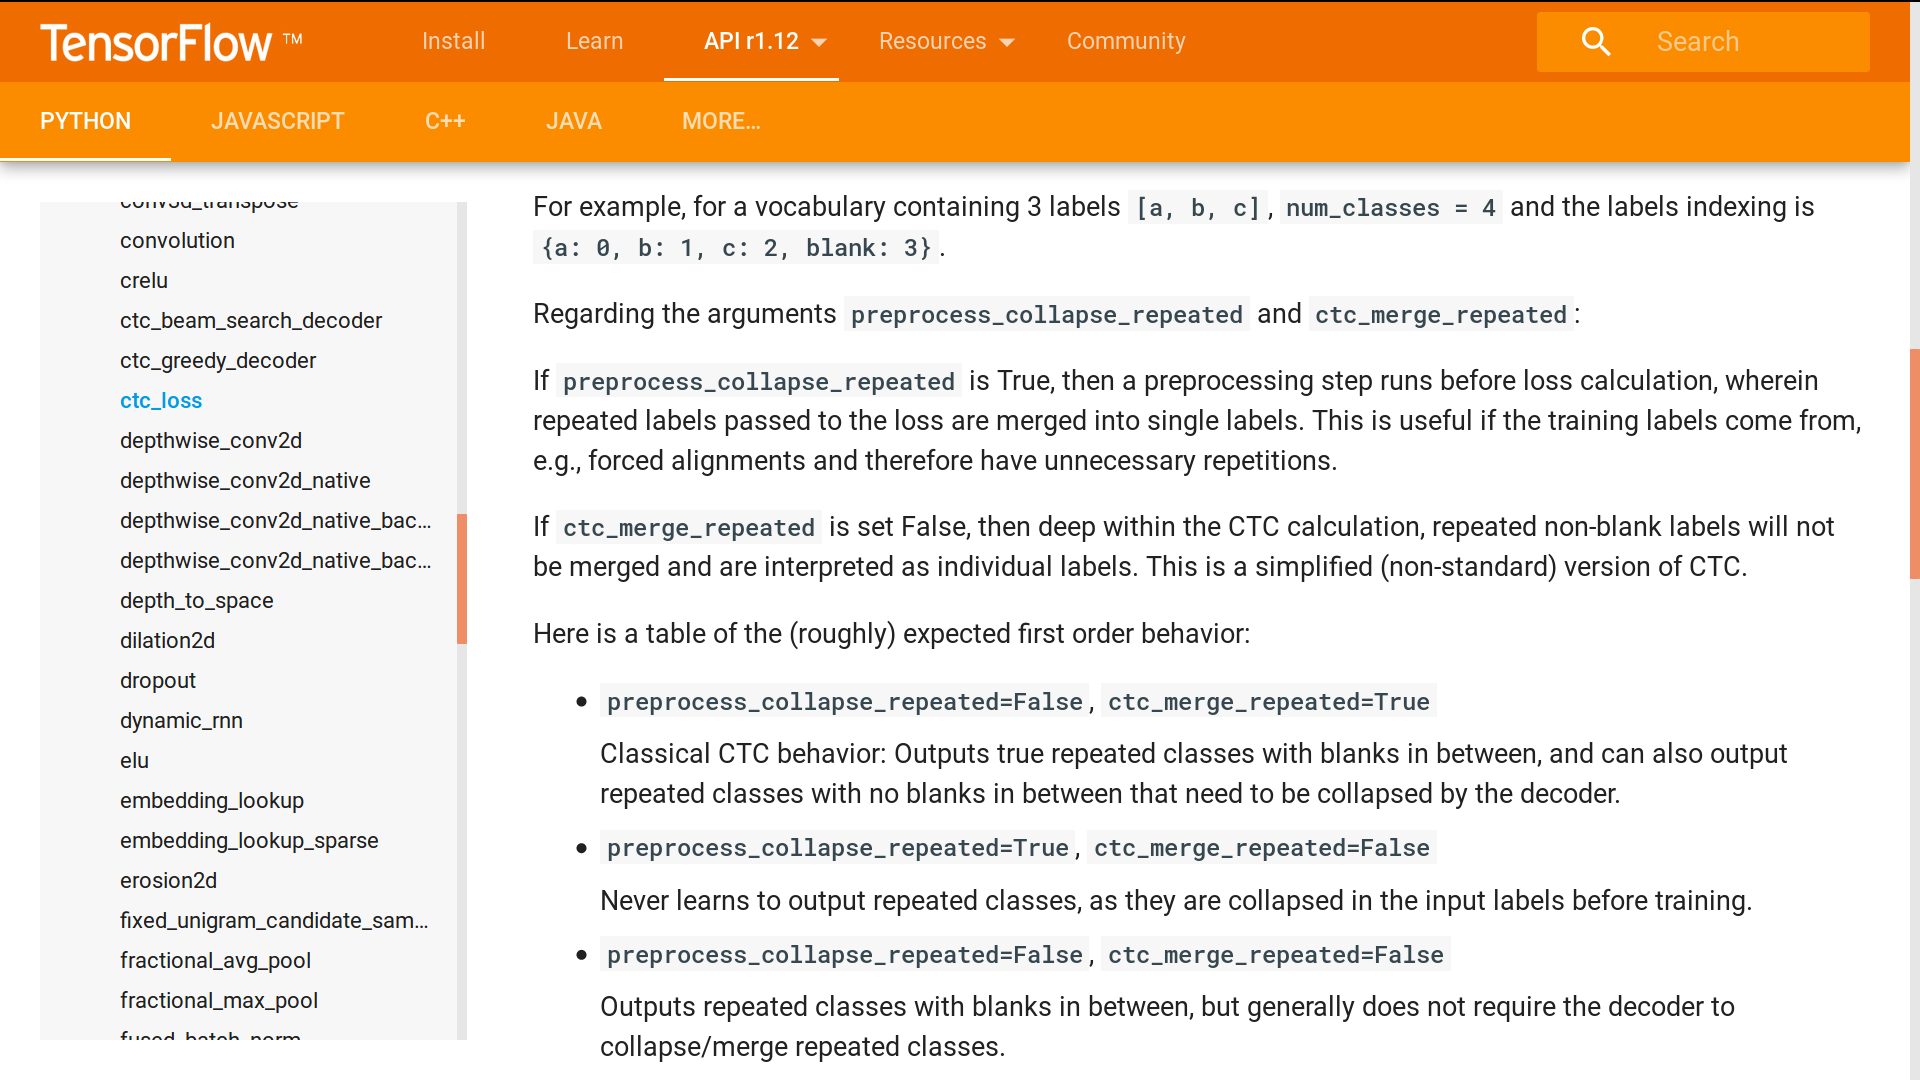 TensorFlow ™
Install
Learn
API r1.12
Resources
Community
Search
PYTHON
JAVASCRIPT
C++
JAVA
MORE…
conv3d_transpose
convolution
crelu
ctc_beam_search_decoder
ctc_greedy_decoder
ctc_loss
depthwise_conv2d
depthwise_conv2d_native
depthwise_conv2d_native_bac…
depthwise_conv2d_native_bac…
depth_to_space
dilation2d
dropout
dynamic_rnn
elu
embedding_lookup
embedding_lookup_sparse
erosion2d
fixed_unigram_candidate_sam…
fractional_avg_pool
fractional_max_pool
fused_batch_norm
For example, for a vocabulary containing 3 labels [a, b, c], num_classes = 4 and the labels indexing is
{a: 0, b: 1, c: 2, blank: 3}.
Regarding the arguments preprocess_collapse_repeated and ctc_merge_repeated:
If preprocess_collapse_repeated is True, then a preprocessing step runs before loss calculation, wherein
repeated labels passed to the loss are merged into single labels. This is useful if the training labels come from,
e.g., forced alignments and therefore have unnecessary repetitions.
If ctc_merge_repeated is set False, then deep within the CTC calculation, repeated non-blank labels will not
be merged and are interpreted as individual labels. This is a simplified (non-standard) version of CTC.
Here is a table of the (roughly) expected first order behavior:
• preprocess_collapse_repeated=False, ctc_merge_repeated=True
Classical CTC behavior: Outputs true repeated classes with blanks in between, and can also output
repeated classes with no blanks in between that need to be collapsed by the decoder.
• preprocess_collapse_repeated=True, ctc_merge_repeated=False
Never learns to output repeated classes, as they are collapsed in the input labels before training.
• preprocess_collapse_repeated=False, ctc_merge_repeated=False
Outputs repeated classes with blanks in between, but generally does not require the decoder to
collapse/merge repeated classes.